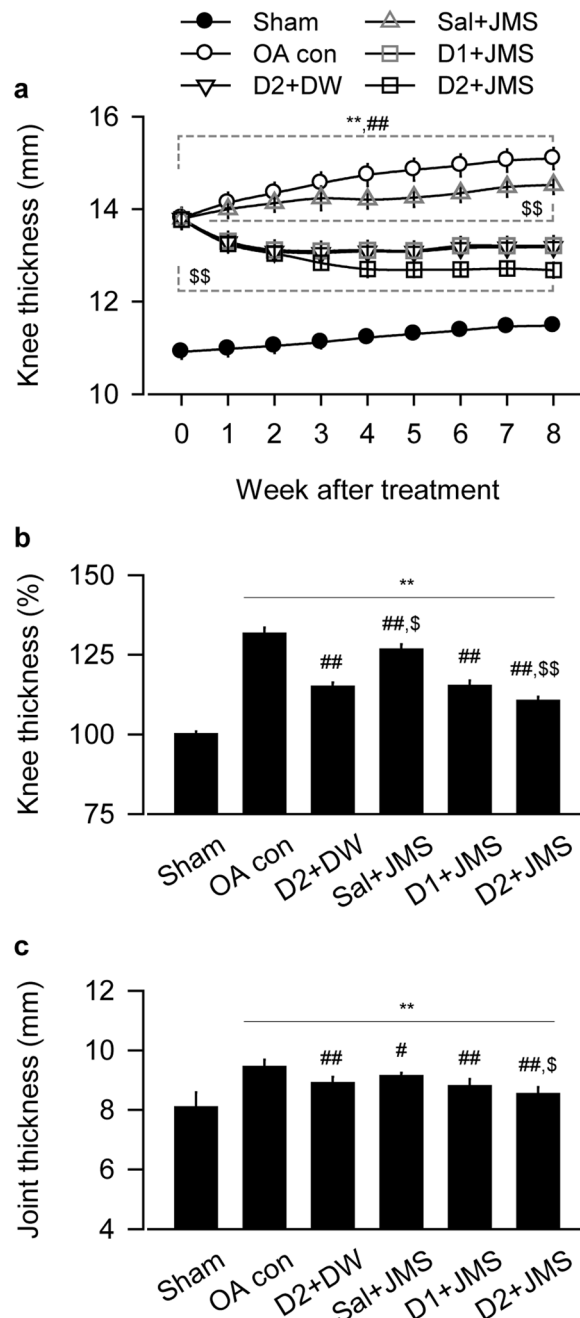 Sham Sal+JMS
OA con D1+JMS
D2+DW D2+JMS
a
**,##
$$
$$
Knee thickness (mm)
16
14
12
10
0 1 2 3 4 5 6 7 8
Week after treatment
b
Knee thickness (%)
150
125
100
75
**
##
##,$
##
##,$$
Sham OA con D2+DW Sal+JMS D1+JMS D2+JMS
c
Joint thickness (mm)
12
10
8
6
4
**
##
#
##
##,$
Sham OA con D2+DW Sal+JMS D1+JMS D2+JMS